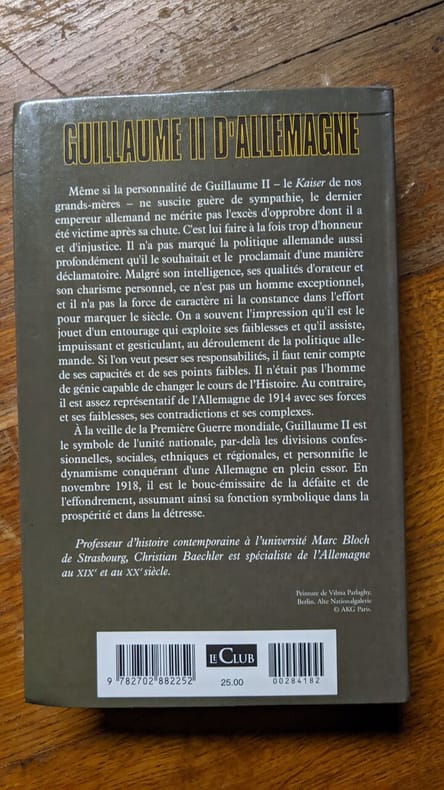 GUILLAUME II D'ALLEMAGNE
Même si la personnalité de Guillaume II – le Kaiser de nos
grands-mères – ne suscite guère de sympathie, le dernier
empereur allemand ne mérite pas l'excès d'opprobre dont il a
été victime après sa chute. C'est lui faire à la fois trop d'honneur
et d'injustice. Il n'a pas marqué la politique allemande aussi
profondément qu'il le souhaitait et le proclamait d'une manière
déclamatoire. Malgré son intelligence, ses qualités d'orateur et
son charisme personnel, ce n'est pas un homme exceptionnel,
et il n'a pas la force de caractère ni la constance dans l'effort
pour marquer le siècle. On a souvent l'impression qu'il est le
jouet d'un entourage qui exploite ses faiblesses et qu'il assiste,
impuissant et gesticulant, au déroulement de la politique alle-
mande. Si l'on veut peser ses responsabilités, il faut tenir compte
de ses capacités et de ses points faibles. Il n'était pas l'homme
de génie capable de changer le cours de l'Histoire. Au contraire,
il est assez représentatif de l'Allemagne de 1914 avec ses forces
et ses faiblesses, ses contradictions et ses complexes.
À la veille de la Première Guerre mondiale, Guillaume II est
le symbole de l'unité nationale, par-delà les divisions confes-
sionnelles, sociales, ethniques et régionales, et personnifie le
dynamisme conquérant d'une Allemagne en plein essor. En
novembre 1918, il est le bouc-émissaire de la défaite et de
l'effondrement, assumant ainsi sa fonction symbolique dans la
prospérité et dans la détresse.
Professeur d'histoire contemporaine à l'université Marc Bloch
de Strasbourg, Christian Baechler est spécialiste de l'Allemagne
au XIXe et au XXe siècle.
Peinture de Vilma Parlaghy.
Berlin, Alte Nationalgalerie
© AKG Paris.
LE CLUB
9 782702 882252
25.00
00284182